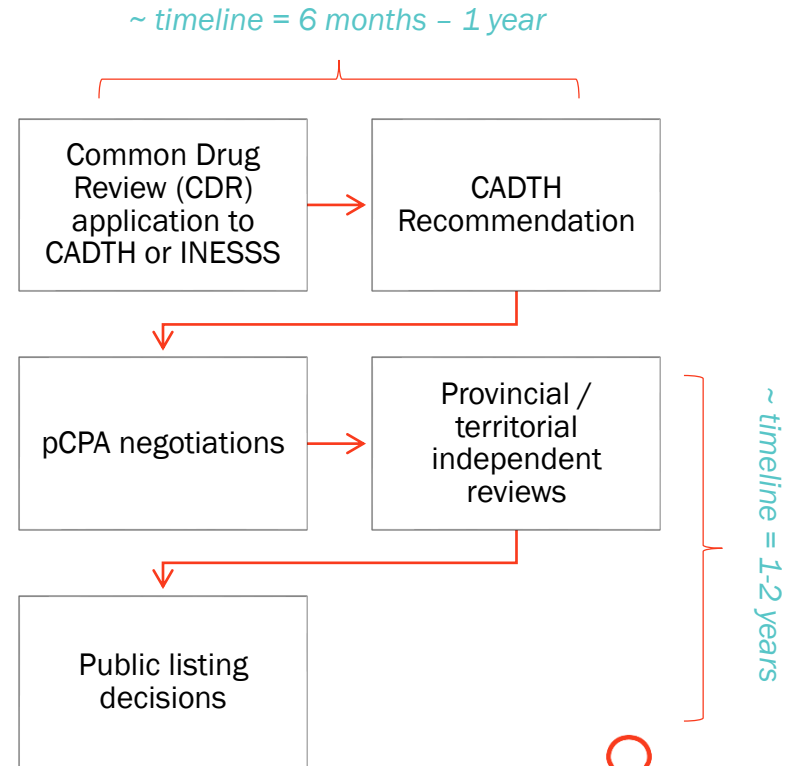 ~ timeline = 6 months – 1 year
Common Drug
Review (CDR)
application to
CADTH or INESSS
CADTH
Recommendation
pCPA negotiations
Provincial /
territorial
independent
reviews
~ timeline = 1-2 years
Public listing
decisions